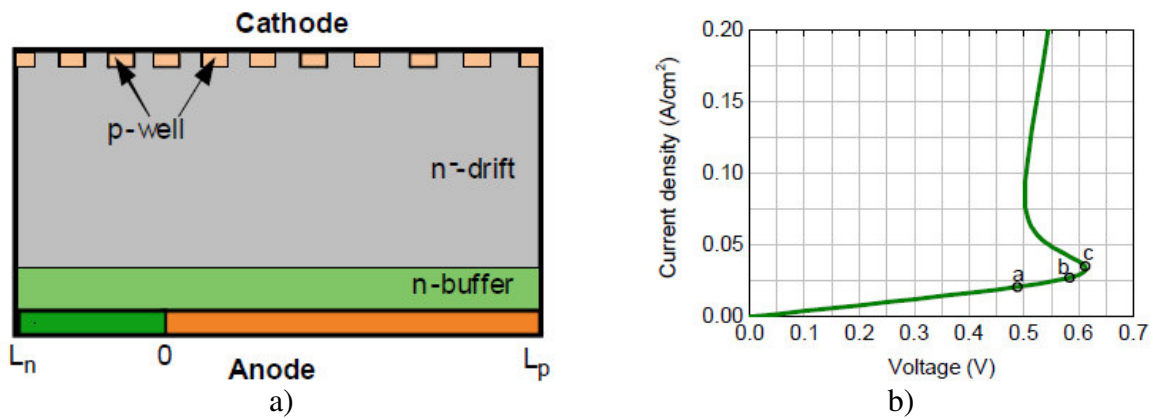 Cathode
p-well
n⁻-drift
n-buffer
Lₙ 0 Lₚ
Anode
a)
Current density (A/cm²)
0.20
0.15
0.10
0.05
0.00
a b c
0.0 0.1 0.2 0.3 0.4 0.5 0.6 0.7
Voltage (V)
b)